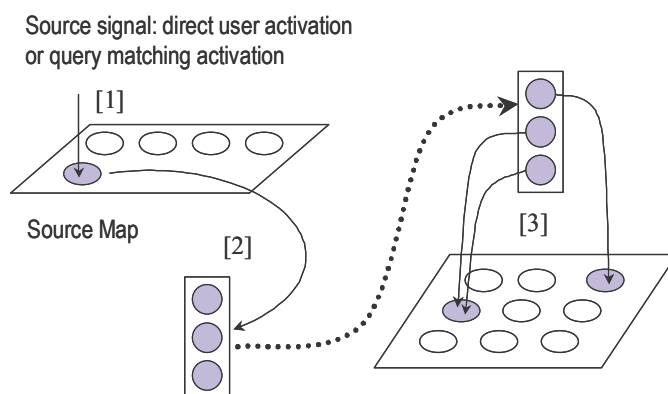 Source signal: direct user activation
or query matching activation
[1]
Source Map
[2]
[3]